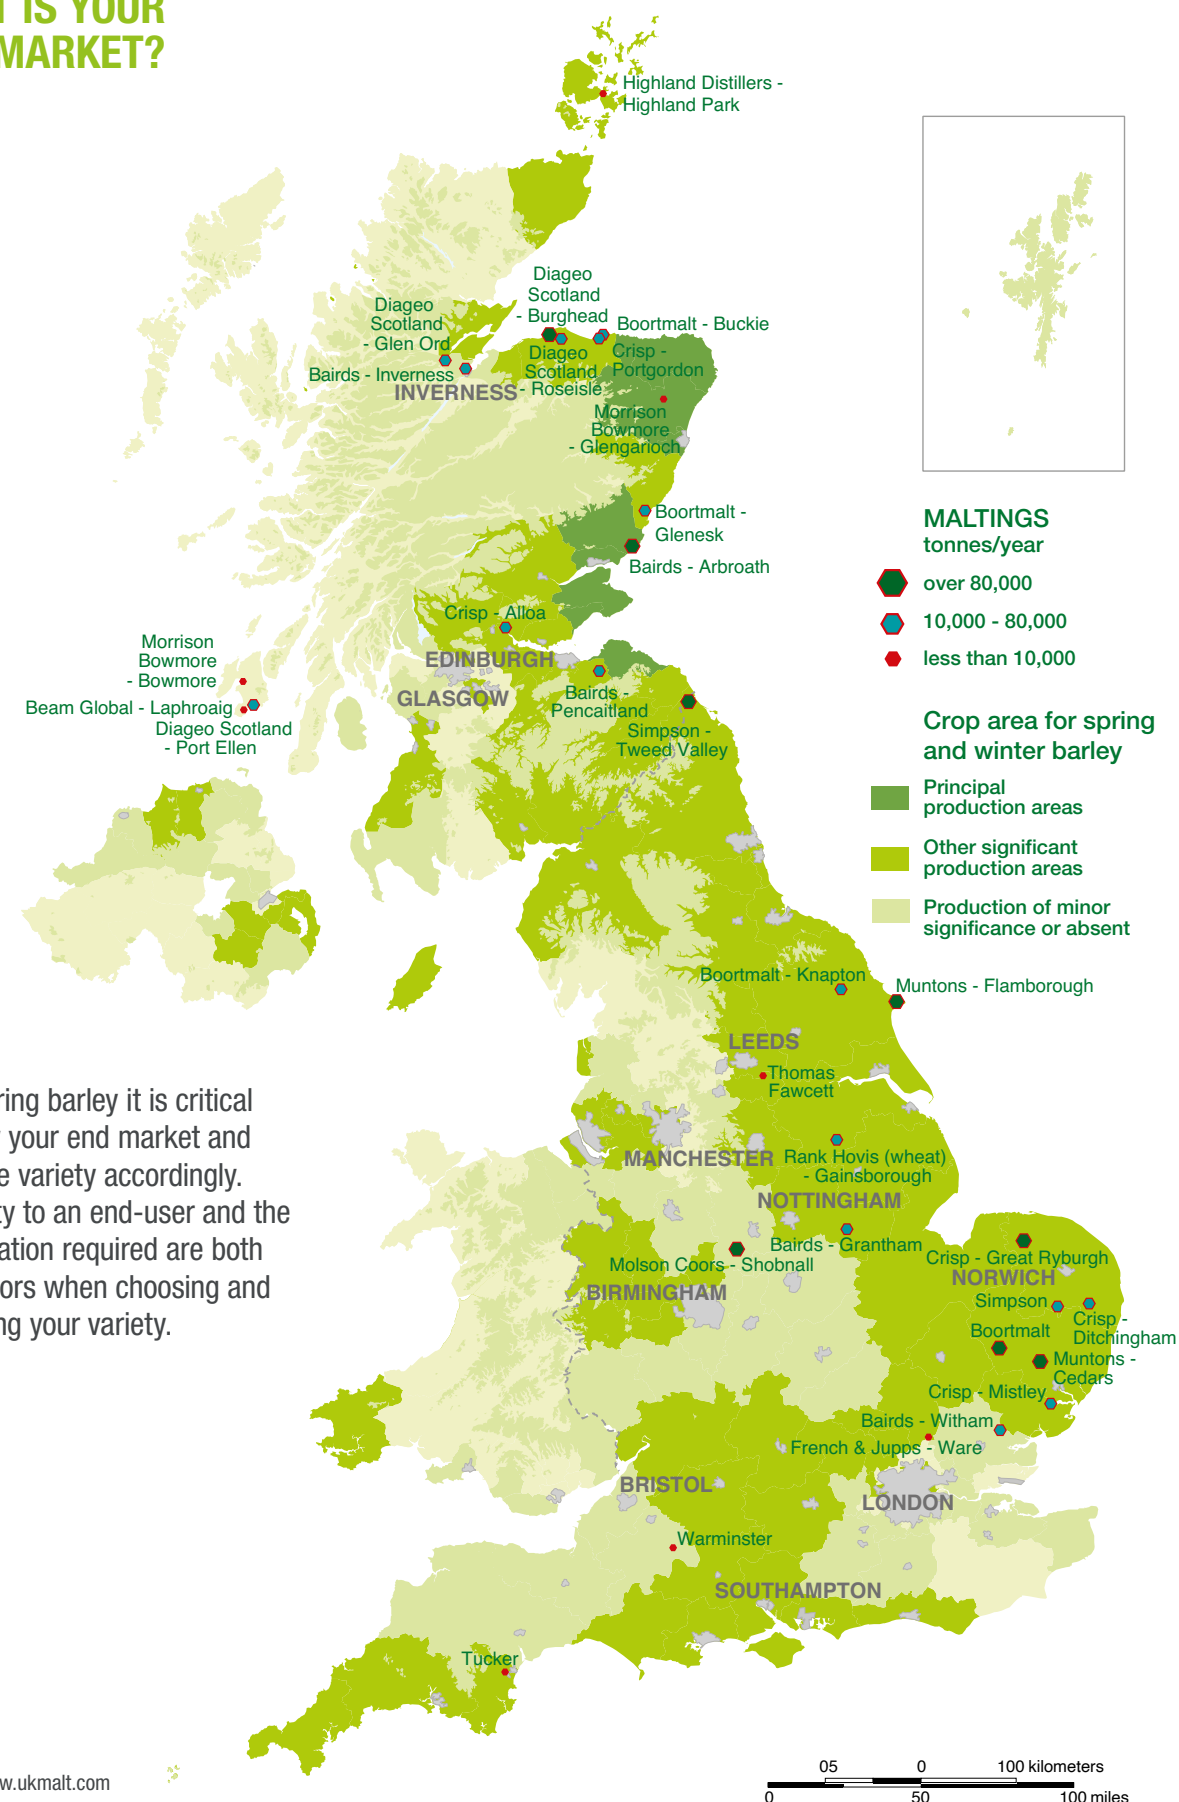 T IS YOUR
MARKET?
Highland Distillers -
Highland Park
Diageo
Scotland
- Burghead
Diageo
Scotland
- Glen Ord
Boortmalt - Buckie
Diageo
Scotland
- Roseisle
Crisp -
Portgordon
Bairds - Inverness
INVERNESS
Morrison
Bowmore
- Glengarioch
Boortmalt -
Glenesk
Bairds - Arbroath
Crisp - Alloa
EDINBURGH
GLASGOW
Morrison
Bowmore
- Bowmore
Beam Global - Laphroaig
Diageo Scotland
- Port Ellen
Bairds -
Pencaitland
Simpson -
Tweed Valley
MALTINGS
tonnes/year
over 80,000
10,000 - 80,000
less than 10,000
Crop area for spring
and winter barley
Principal
production areas
Other significant
production areas
Production of minor
significance or absent
Boortmalt - Knapton
Muntons - Flamborough
LEEDS
Thomas
Fawcett
MANCHESTER
Rank Hovis (wheat)
- Gainsborough
NOTTINGHAM
Bairds - Grantham
Molson Coors - Shobnall
BIRMINGHAM
Crisp - Great Ryburgh
NORWICH
Simpson
Crisp -
Ditchingham
Boortmalt
Muntons -
Cedars
Crisp - Mistley
Bairds - Witham
French & Jupps - Ware
BRISTOL
LONDON
Warminster
SOUTHAMPTON
Tucker
ring barley it is critical
your end market and
e variety accordingly.
ty to an end-user and the
ation required are both
ors when choosing and
ng your variety.
w.ukmalt.com
05 0 100 kilometers
0 50 100 miles